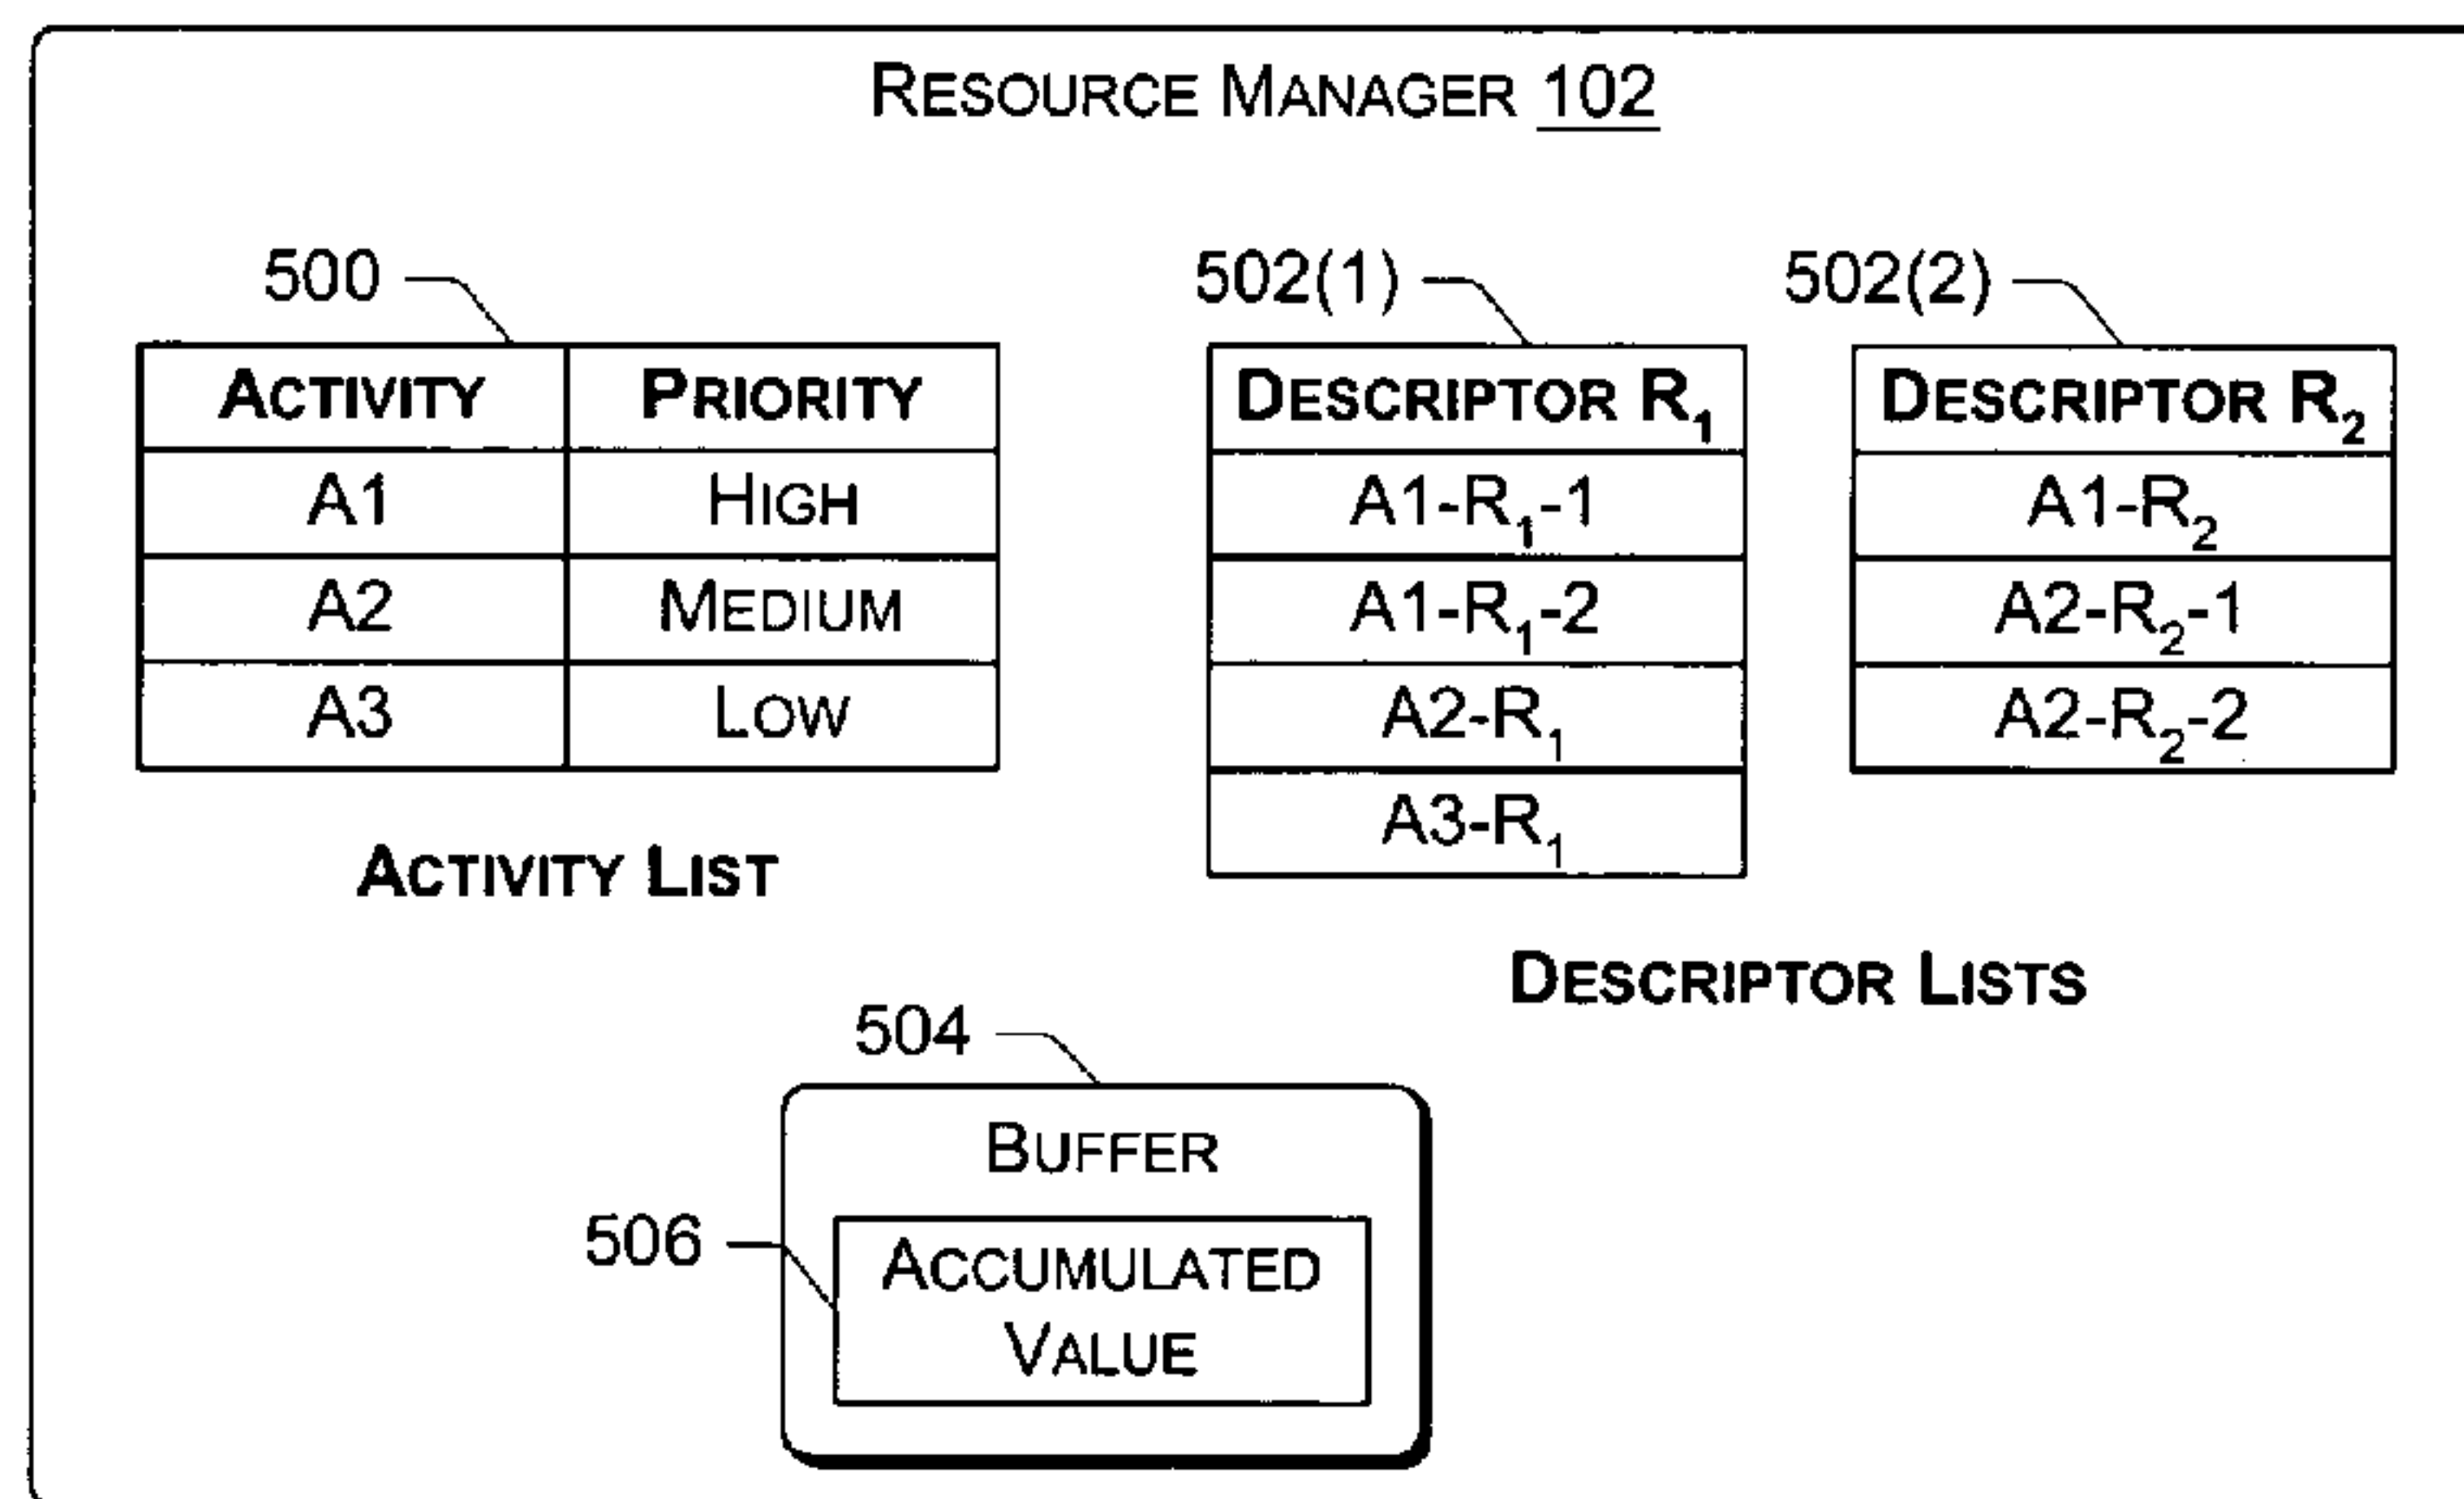 RESOURCE MANAGER 102
500
ACTIVITY PRIORITY
A1 HIGH
A2 MEDIUM
A3 LOW
ACTIVITY LIST
502(1)
DESCRIPTOR R₁
A1-R₁-1
A1-R₁-2
A2-R₁
A3-R₁
502(2)
DESCRIPTOR R₂
A1-R₂
A2-R₂-1
A2-R₂-2
DESCRIPTOR LISTS
504
BUFFER
506
ACCUMULATED
VALUE